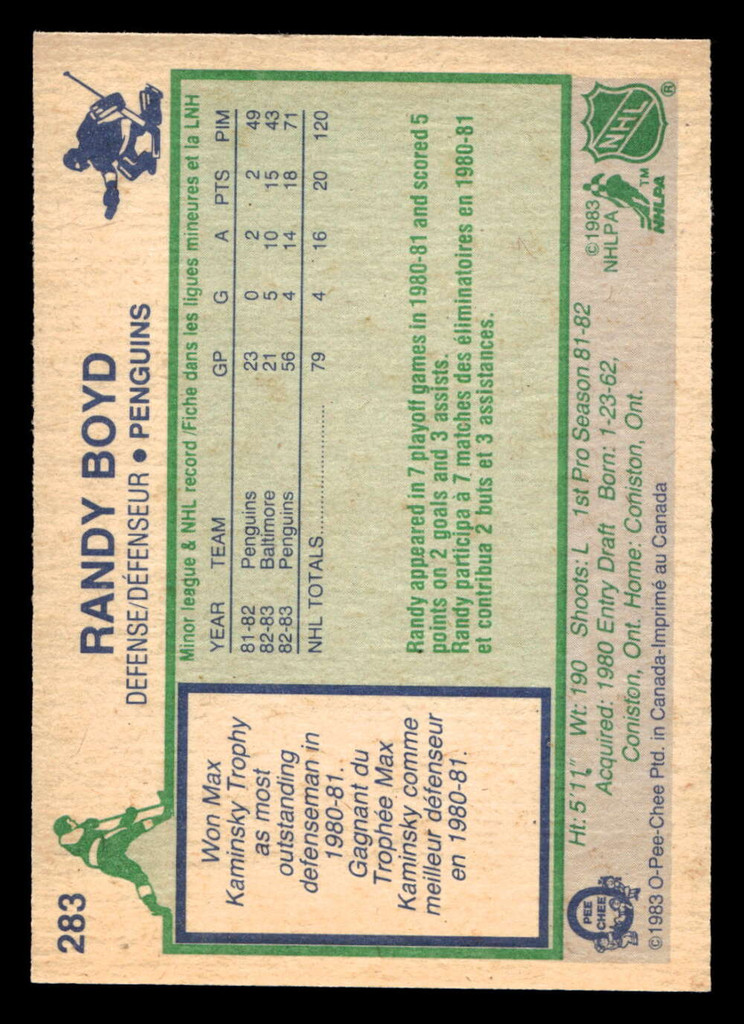 283
RANDY BOYD
DEFENSE/DÉFENSEUR • PENGUINS
Won Max
Kaminsky Trophy
as most
outstanding
defenseman in
1980-81.
Gagnant du
Trophée Max
Kaminsky comme
meilleur défenseur
en 1980-81.
Minor league & NHL record/Fiche dans les ligues mineures et la LNH
YEAR TEAM GP G A PTS PIM
81-82 Penguins 23 0 2 2 49
82-83 Baltimore 21 5 10 15 43
82-83 Penguins 56 4 14 18 71
NHL TOTALS.................... 79 4 16 20 120
Randy appeared in 7 playoff games in 1980-81 and scored 5
points on 2 goals and 3 assists.
Randy participa à 7 matches des éliminatoires en 1980-81
et contribua 2 buts et 3 assistances.
Ht: 5'11" Wt: 190 Shoots: L 1st Pro Season 81-82
Acquired: 1980 Entry Draft Born: 1-23-62,
Coniston, Ont. Home: Coniston, Ont.
©1983 O-Pee-Chee Ptd. in Canada-Imprimé au Canada
O
PEE
CHEE
©1983
NHLPA
NHLPA
TM
NHL
®